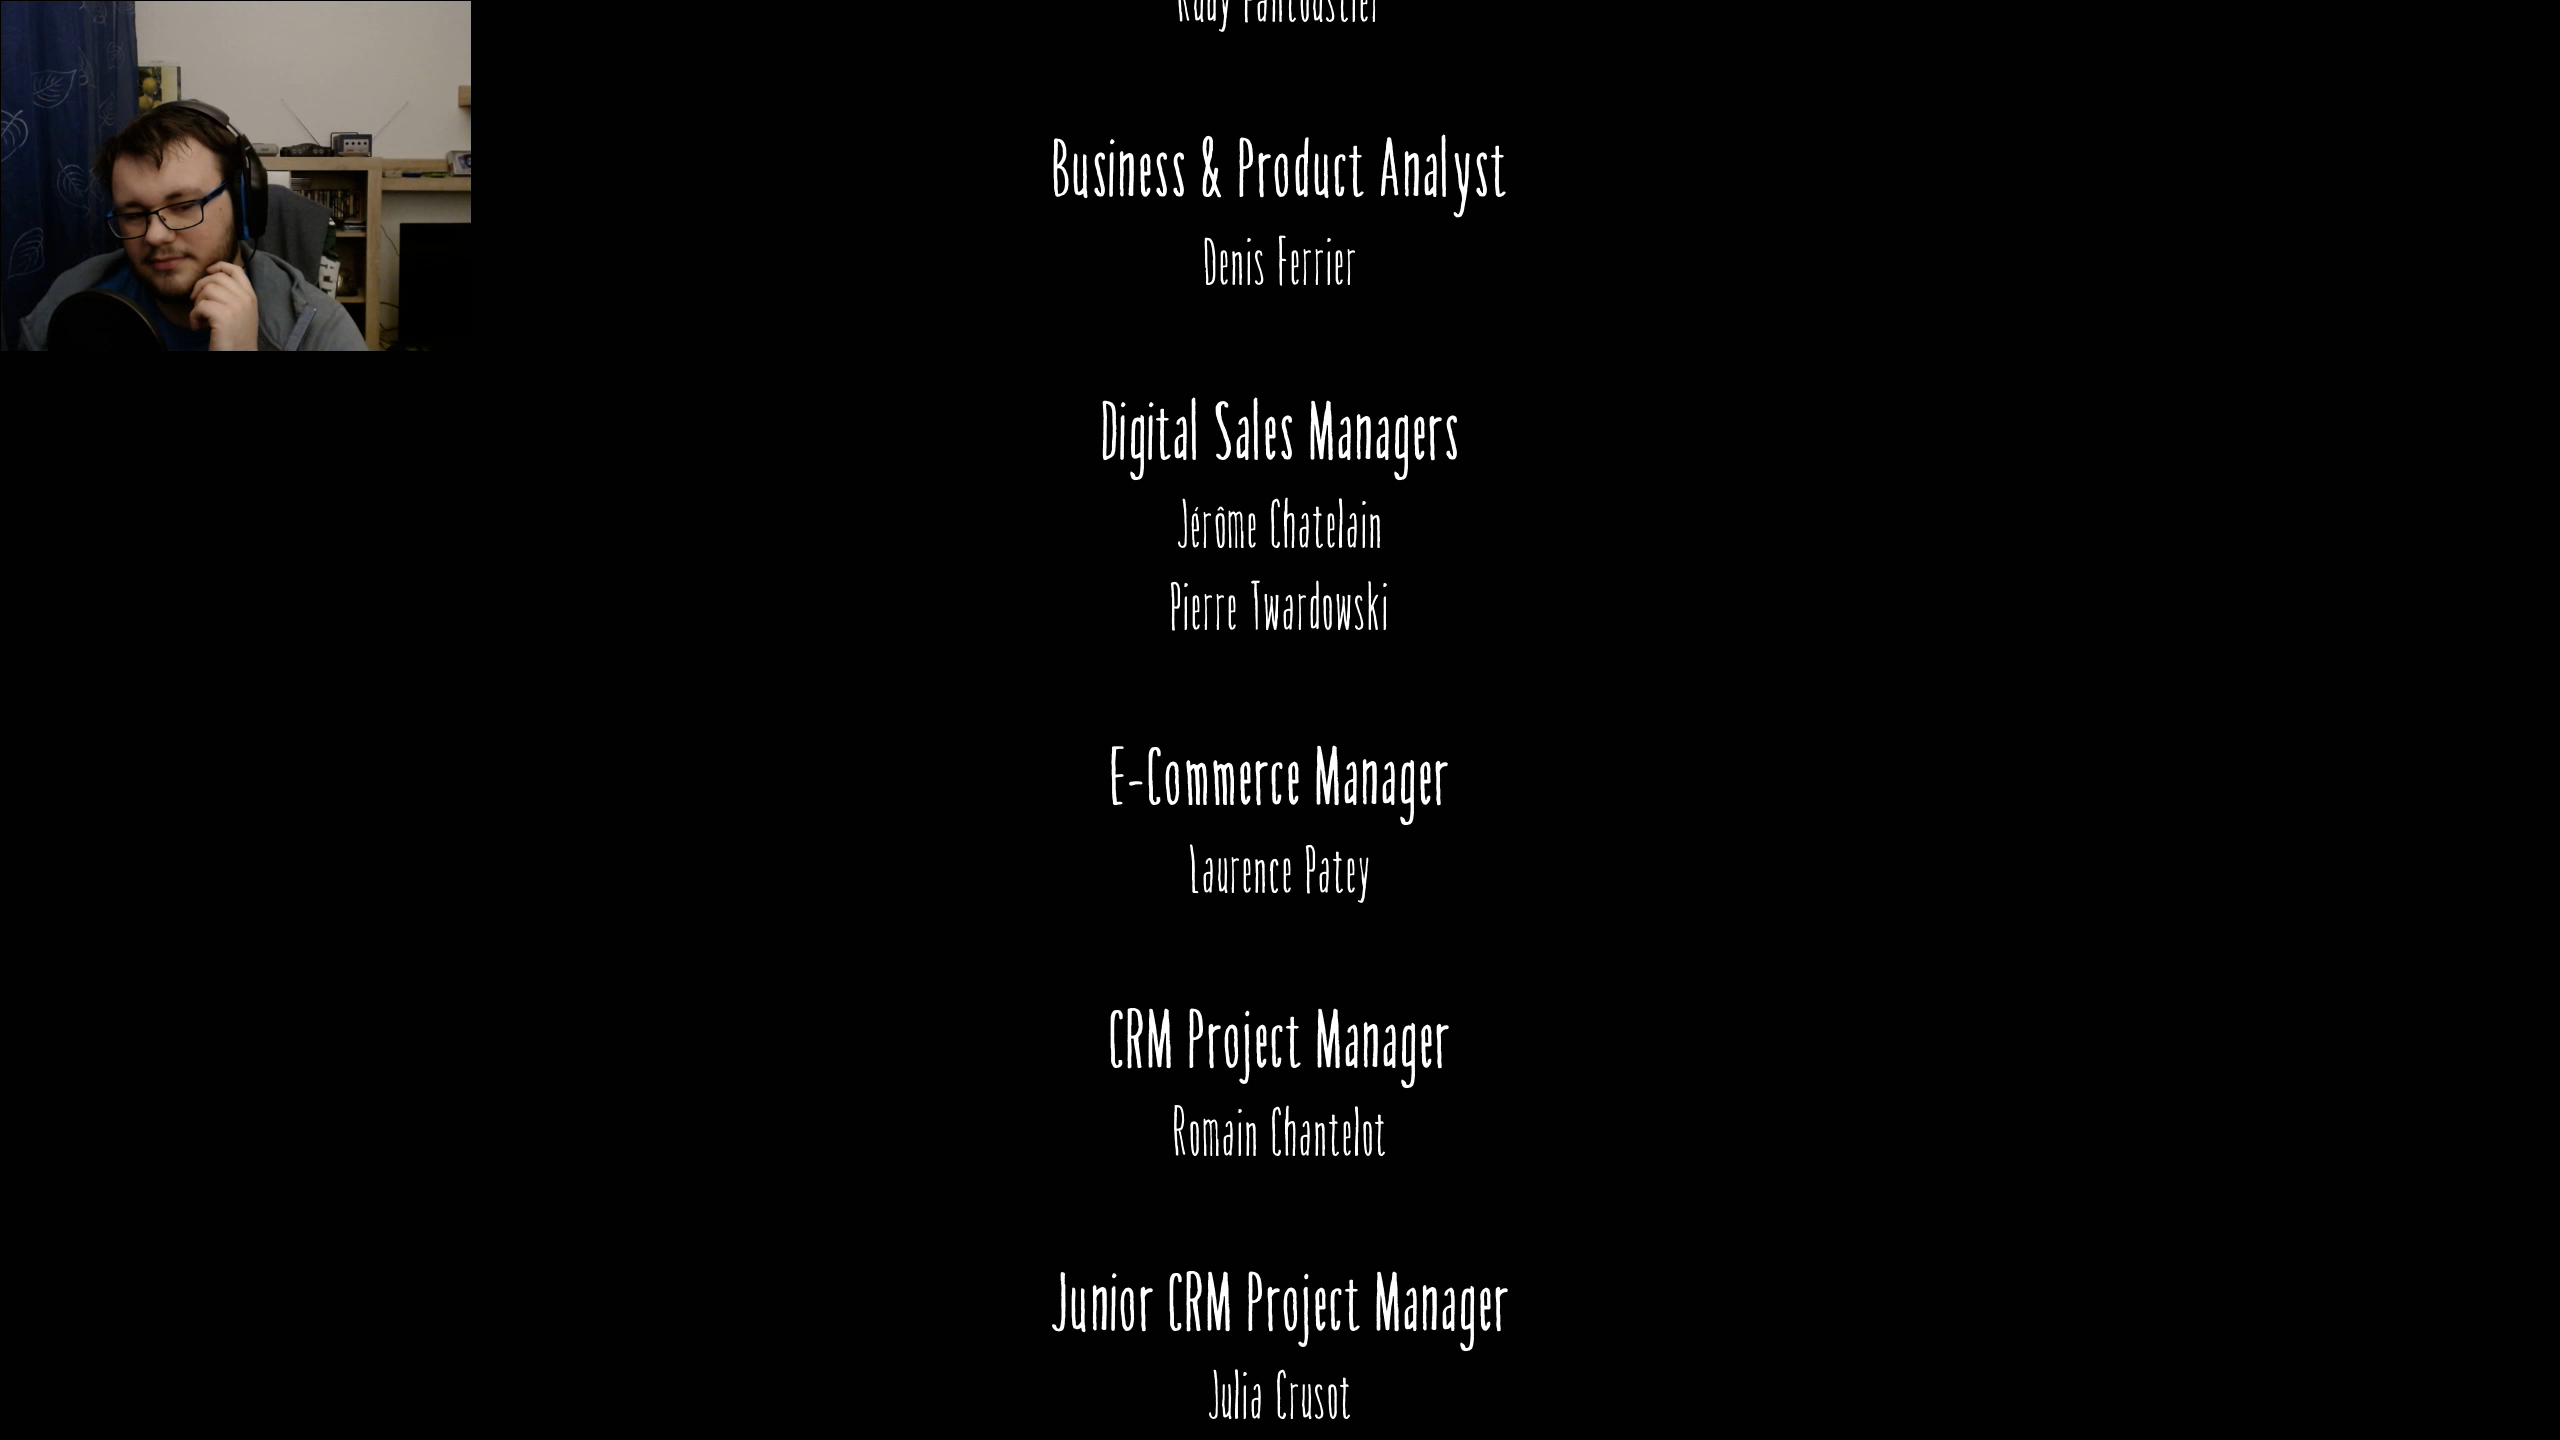 Business & Product Analyst
Denis Ferrier
Digital Sales Managers
Jérôme Chatelain
Pierre Twardowski
E-Commerce Manager
Laurence Patey
CRM Project Manager
Romain Chantelot
Junior CRM Project Manager
Julia Crusot